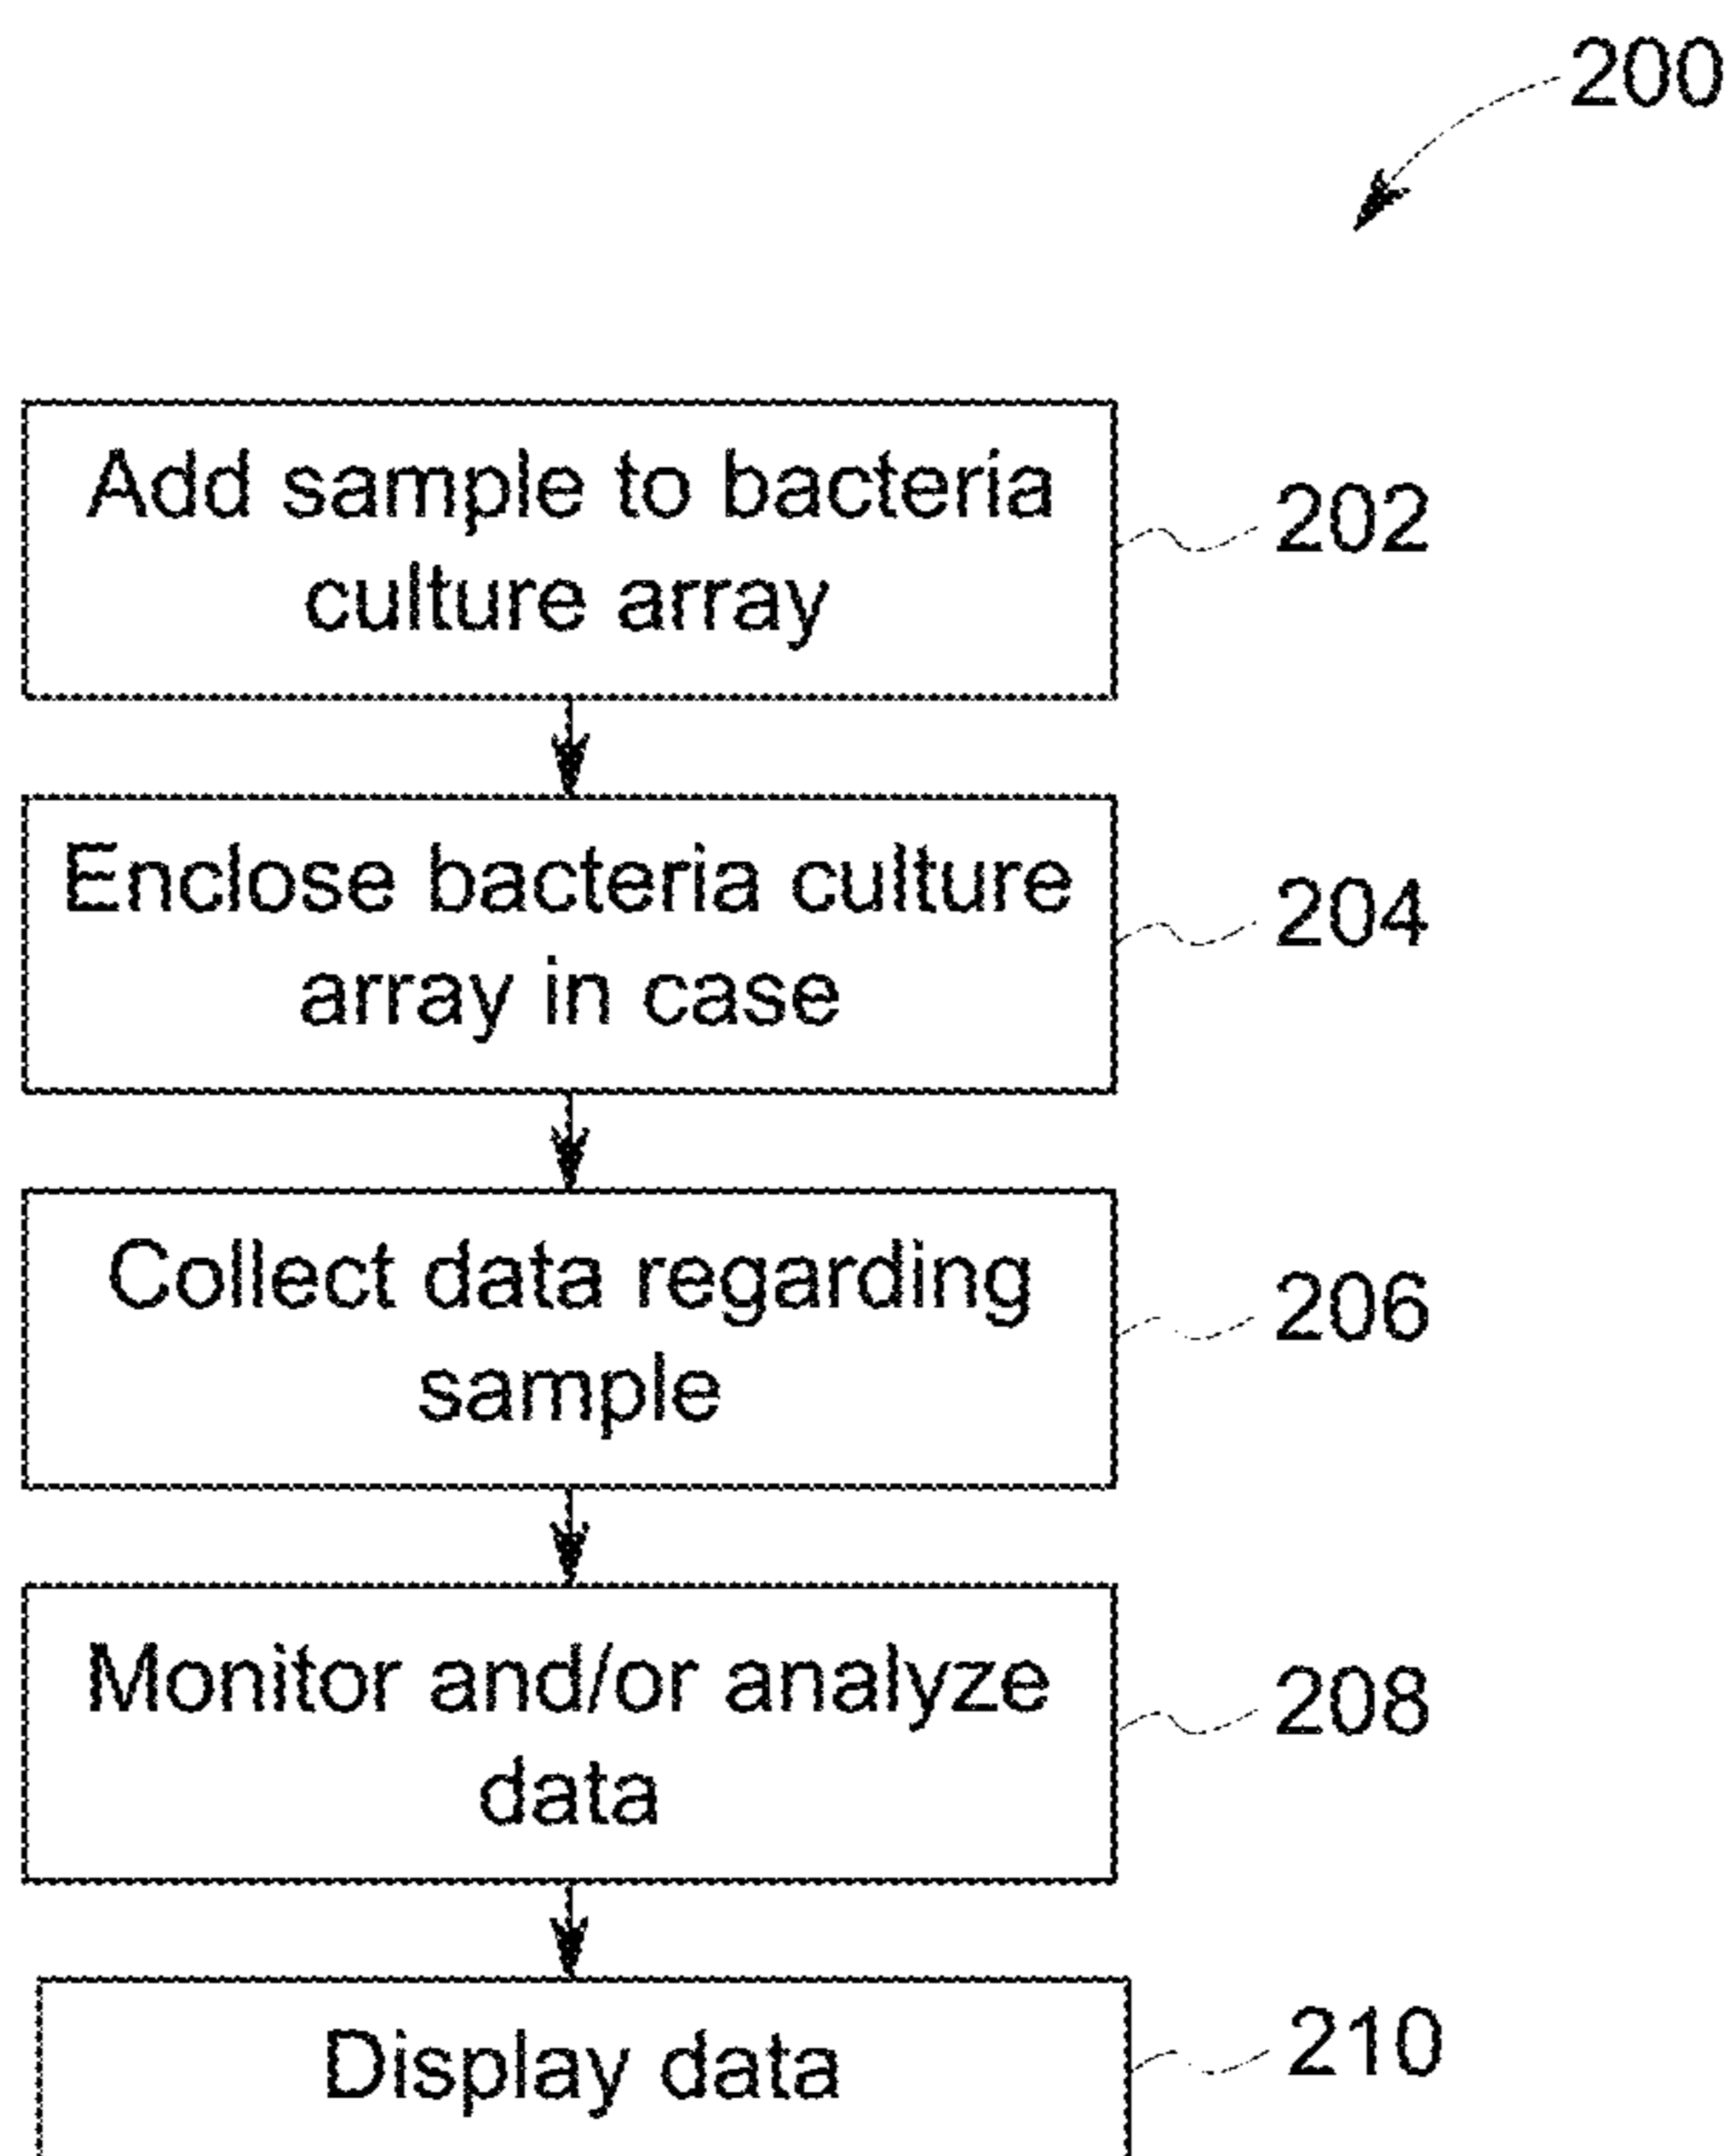 200
Add sample to bacteria
culture array
202
Enclose bacteria culture
array in case
204
Collect data regarding
sample
206
Monitor and/or analyze
data
208
Display data
210